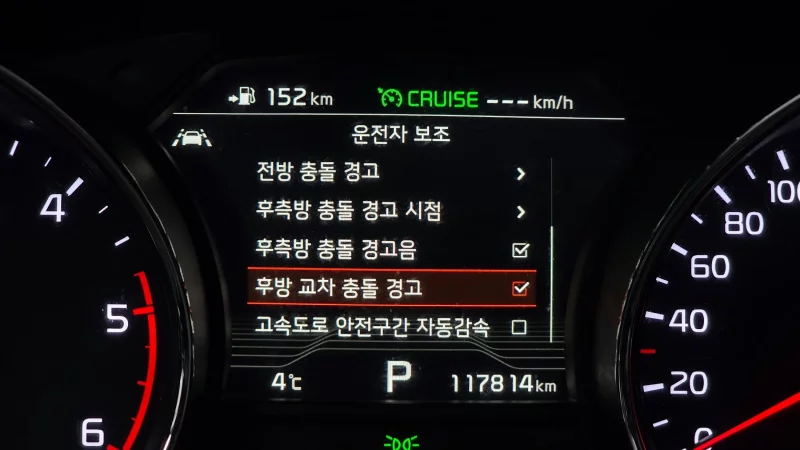 152 km CRUISE ---km/h
운전자 보조
전방 충돌 경고
후측방 충돌 경고 시점
후측방 충돌 경고음
후방 교차 충돌 경고
고속도로 안전구간 자동감속
4℃ P 117814km
4
5
6
100
80
60
40
20
0